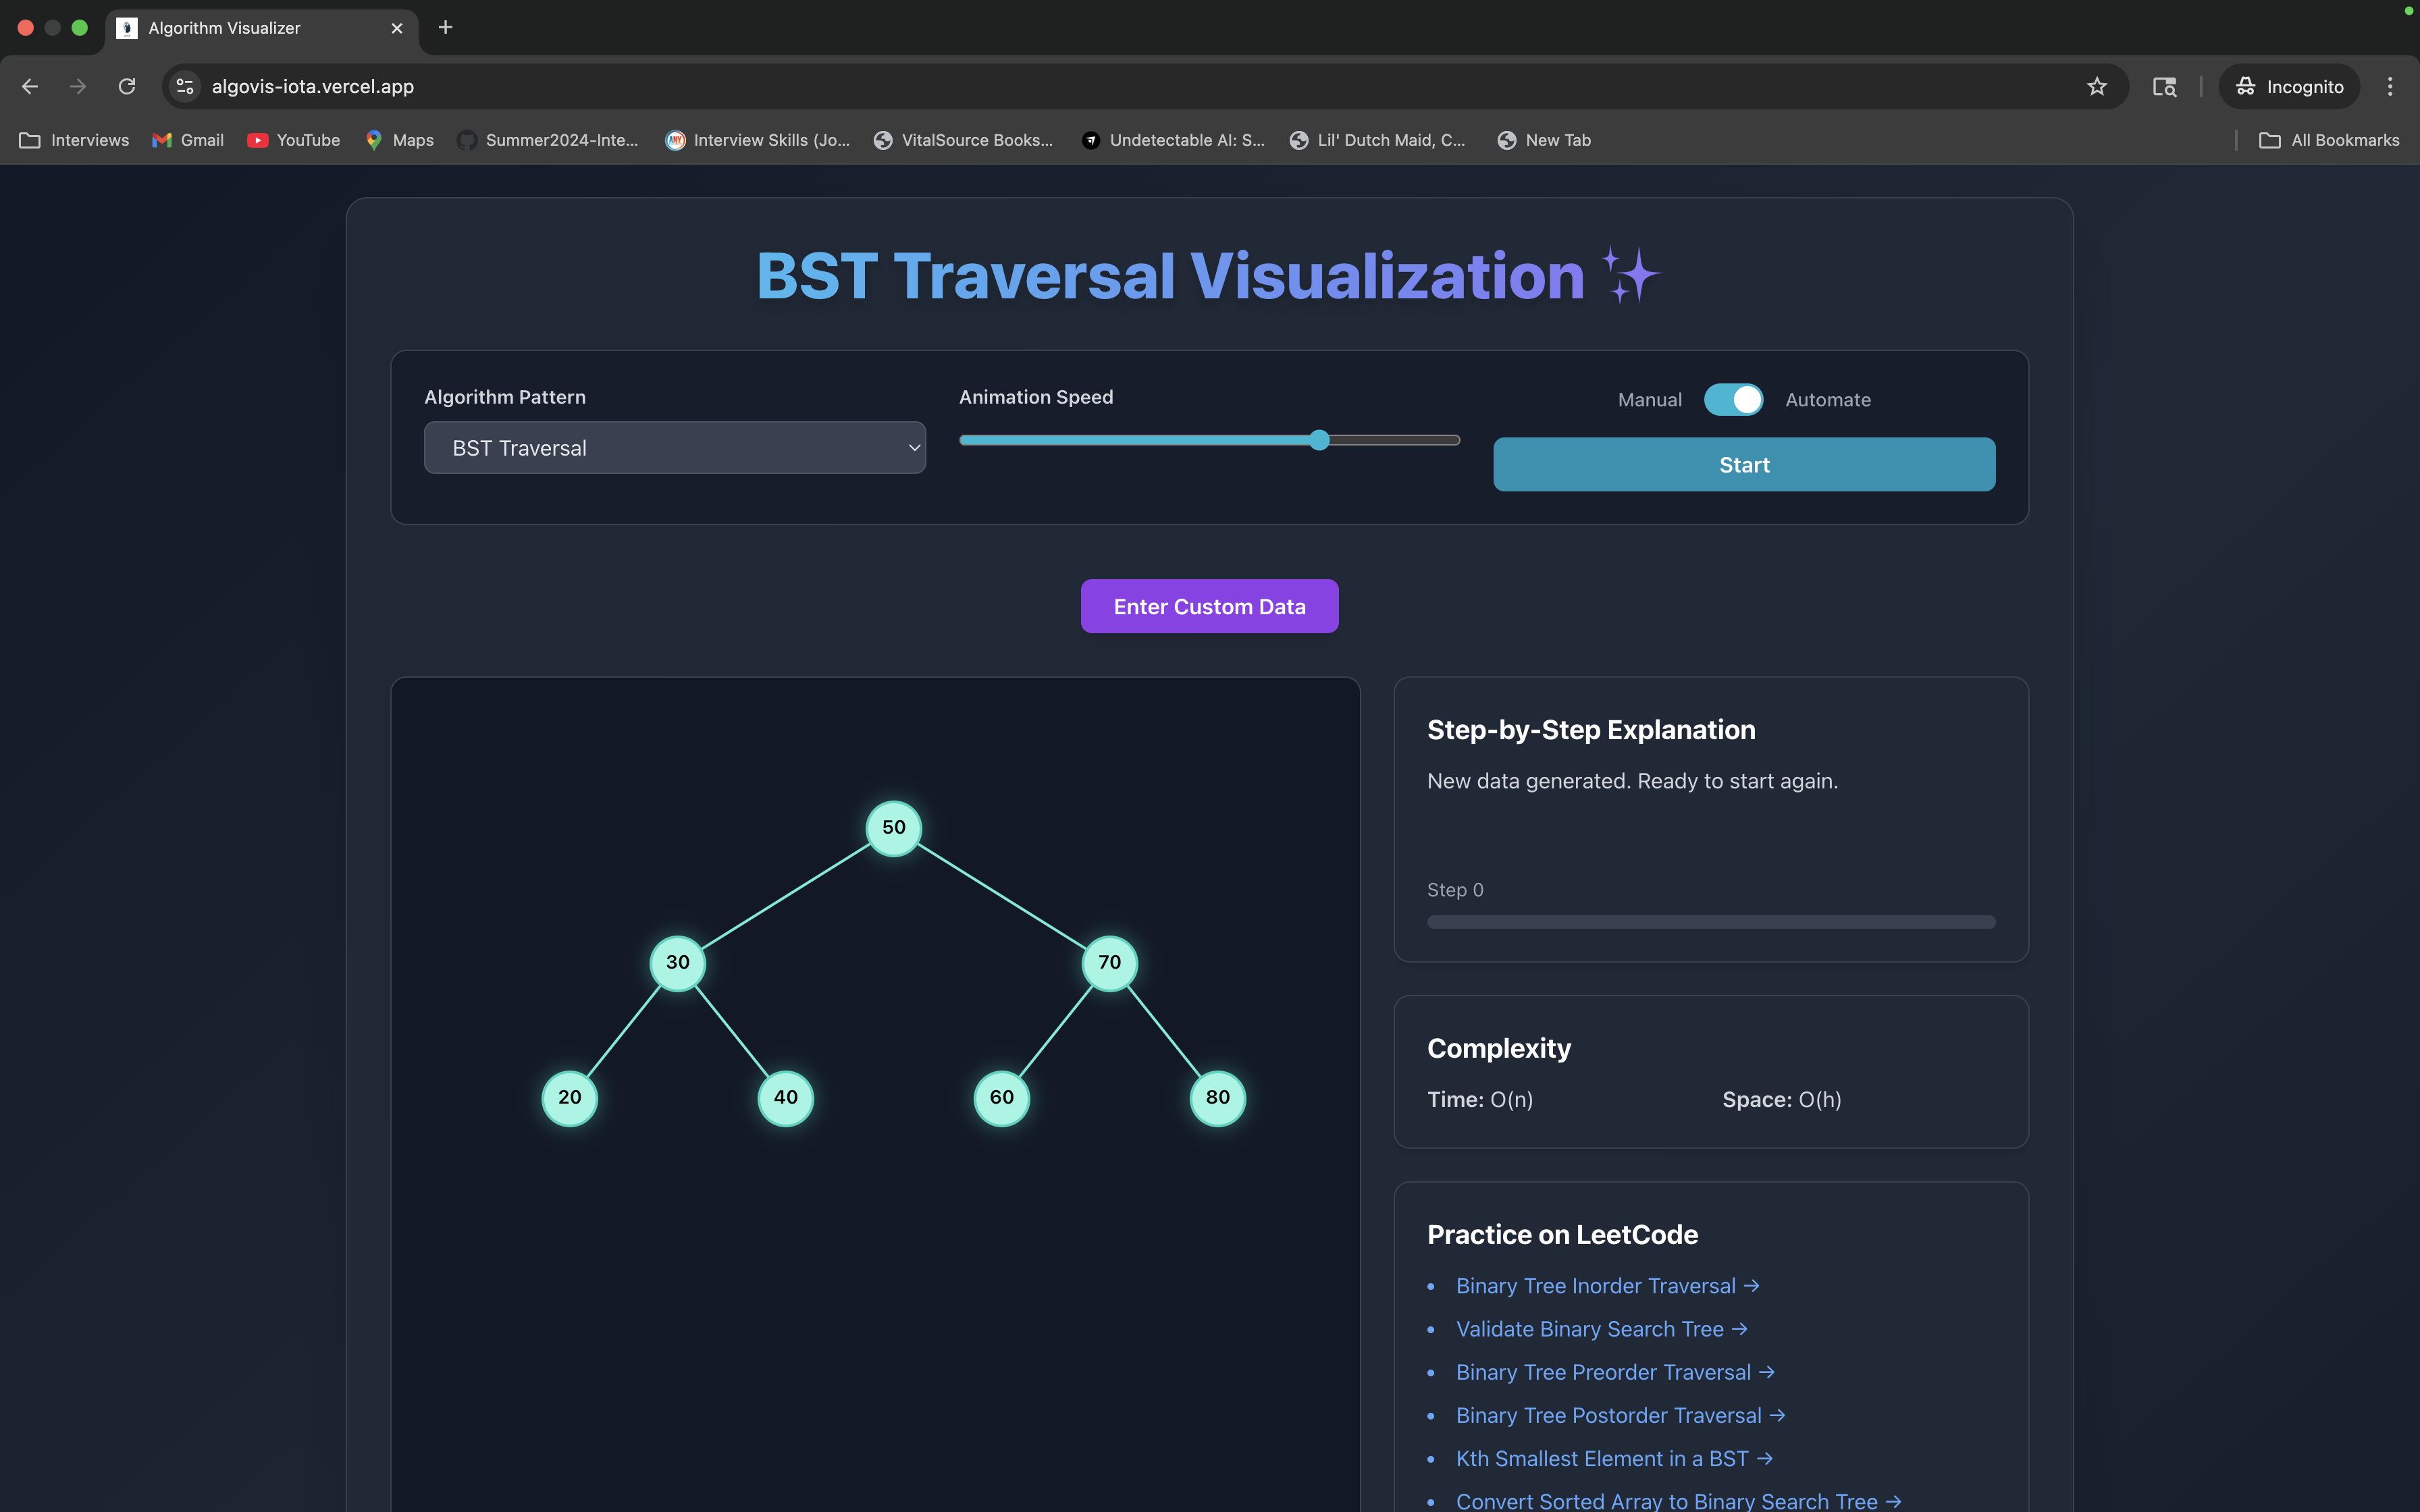 Algorithm Visualizer
algovis-iota.vercel.app
Incognito
Interviews
Gmail
YouTube
Maps
Summer2024-Inte...
Interview Skills (Jo...
VitalSource Books...
Undetectable AI: S...
Lil' Dutch Maid, C...
New Tab
All Bookmarks
BST Traversal Visualization
Algorithm Pattern
BST Traversal
Animation Speed
Manual
Automate
Start
Enter Custom Data
50
30
70
20
40
60
80
Step-by-Step Explanation
New data generated. Ready to start again.
Step 0
Complexity
Time: O(n)
Space: O(h)
Practice on LeetCode
Binary Tree Inorder Traversal →
Validate Binary Search Tree →
Binary Tree Preorder Traversal →
Binary Tree Postorder Traversal →
Kth Smallest Element in a BST →
Convert Sorted Array to Binary Search Tree →